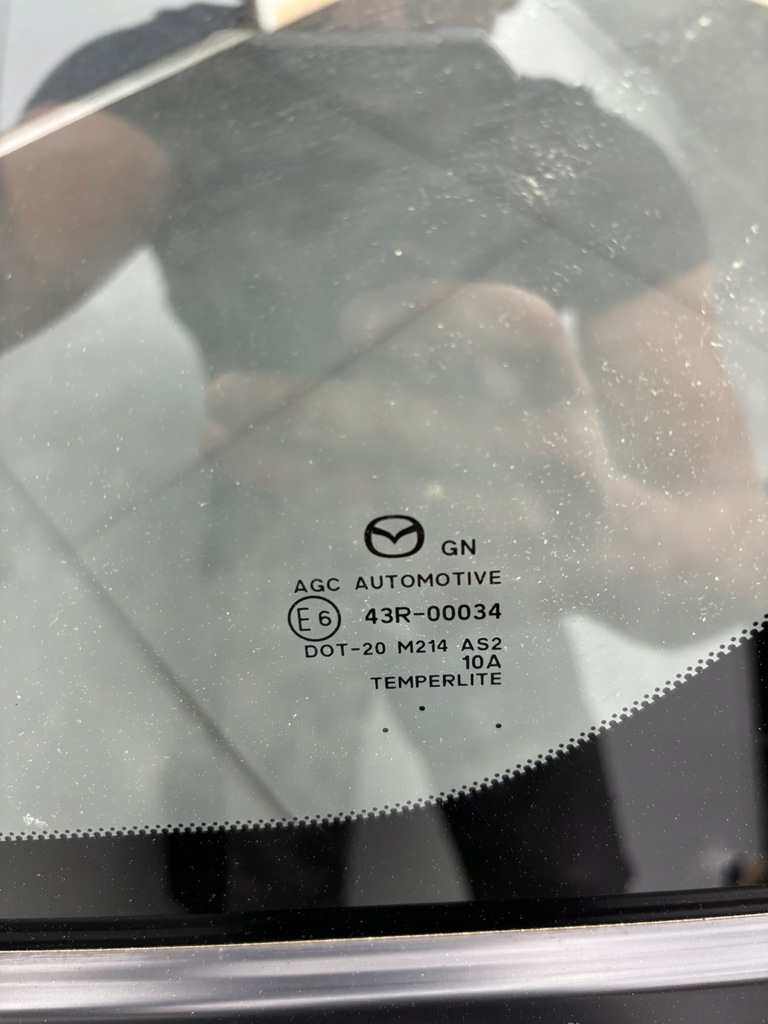 GN
AGC AUTOMOTIVE
E6 43R-00034
DOT-20 M214 AS2
10A
TEMPERLITE